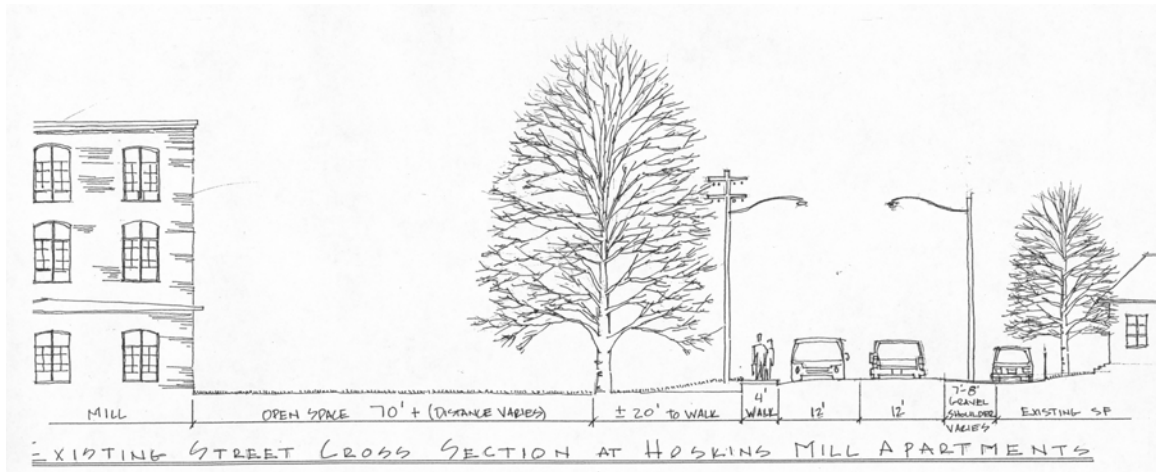 MILL
OPEN SPACE 70'+ (DISTANCE VARIES)
± 20' TO WALK
4'
WALK
12'
12'
7'-8'
GRAVEL
SHOULDER
VARIES
EXISTING SF
EXISTING STREET CROSS SECTION AT HOSKINS MILL APARTMENTS